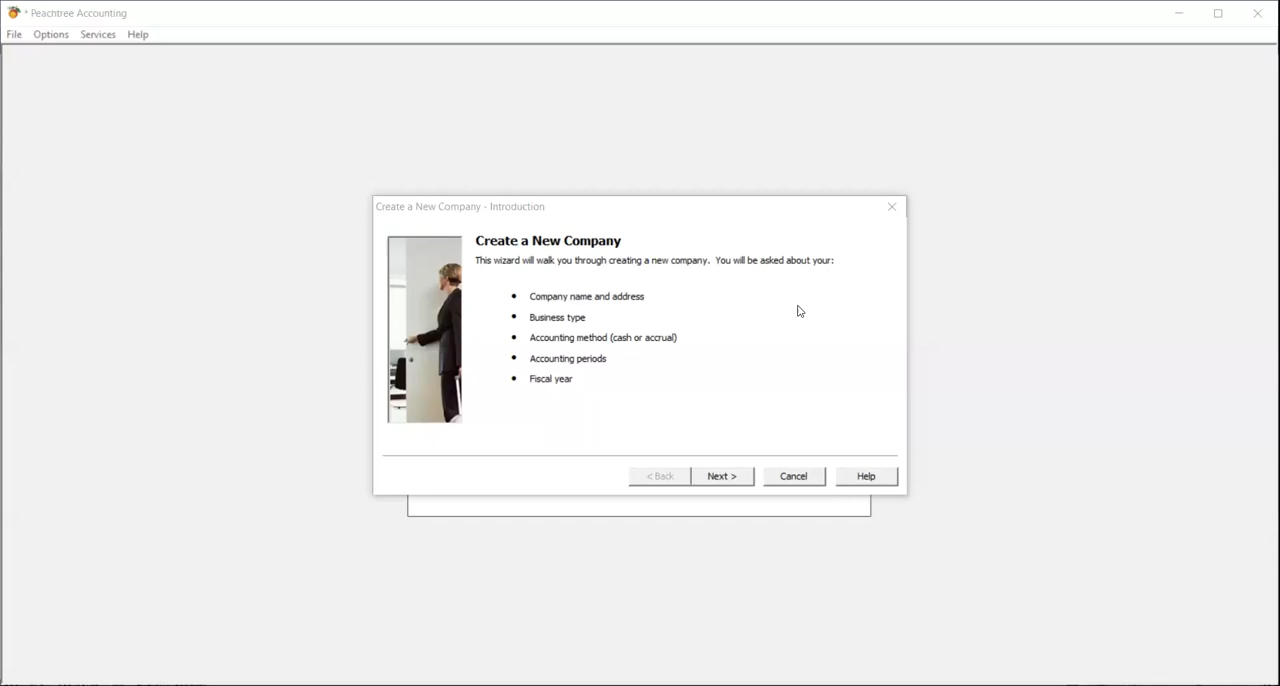 * Peachtree Accounting
File Options Services Help
Create a New Company - Introduction
Create a New Company
This wizard will walk you through creating a new company. You will be asked about your:
• Company name and address
• Business type
• Accounting method (cash or accrual)
• Accounting periods
• Fiscal year
< Back Next > Cancel Help